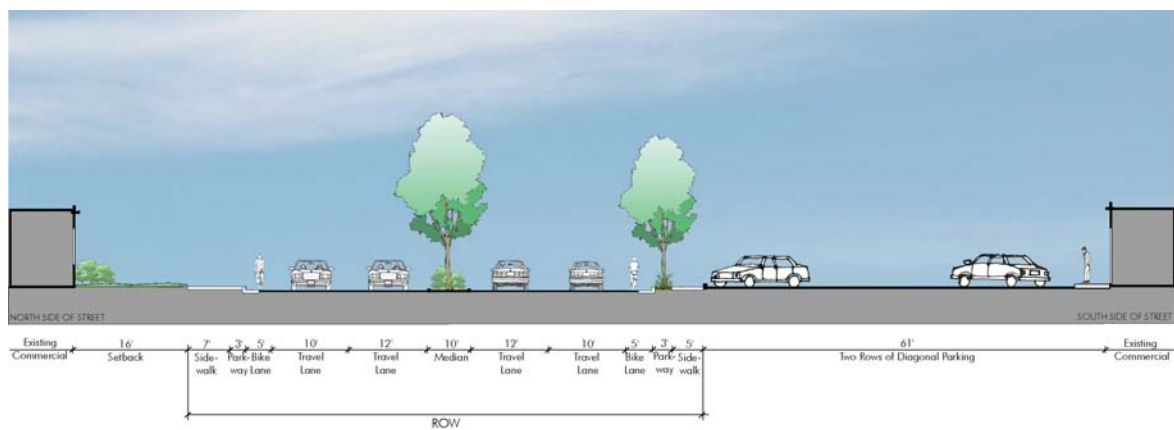 NORTH SIDE OF STREET SOUTH SIDE OF STREET
Existing 16' 7' 3' 5' 10' 12' 10' 12' 10' 5' 3' 5' 61' Existing
Commercial Setback Side- Park- Bike Travel Travel Median Travel Travel Bike Park- Side- Two Rows of Diagonal Parking Commercial
walk way Lane Lane Lane Lane Lane Lane way walk
ROW